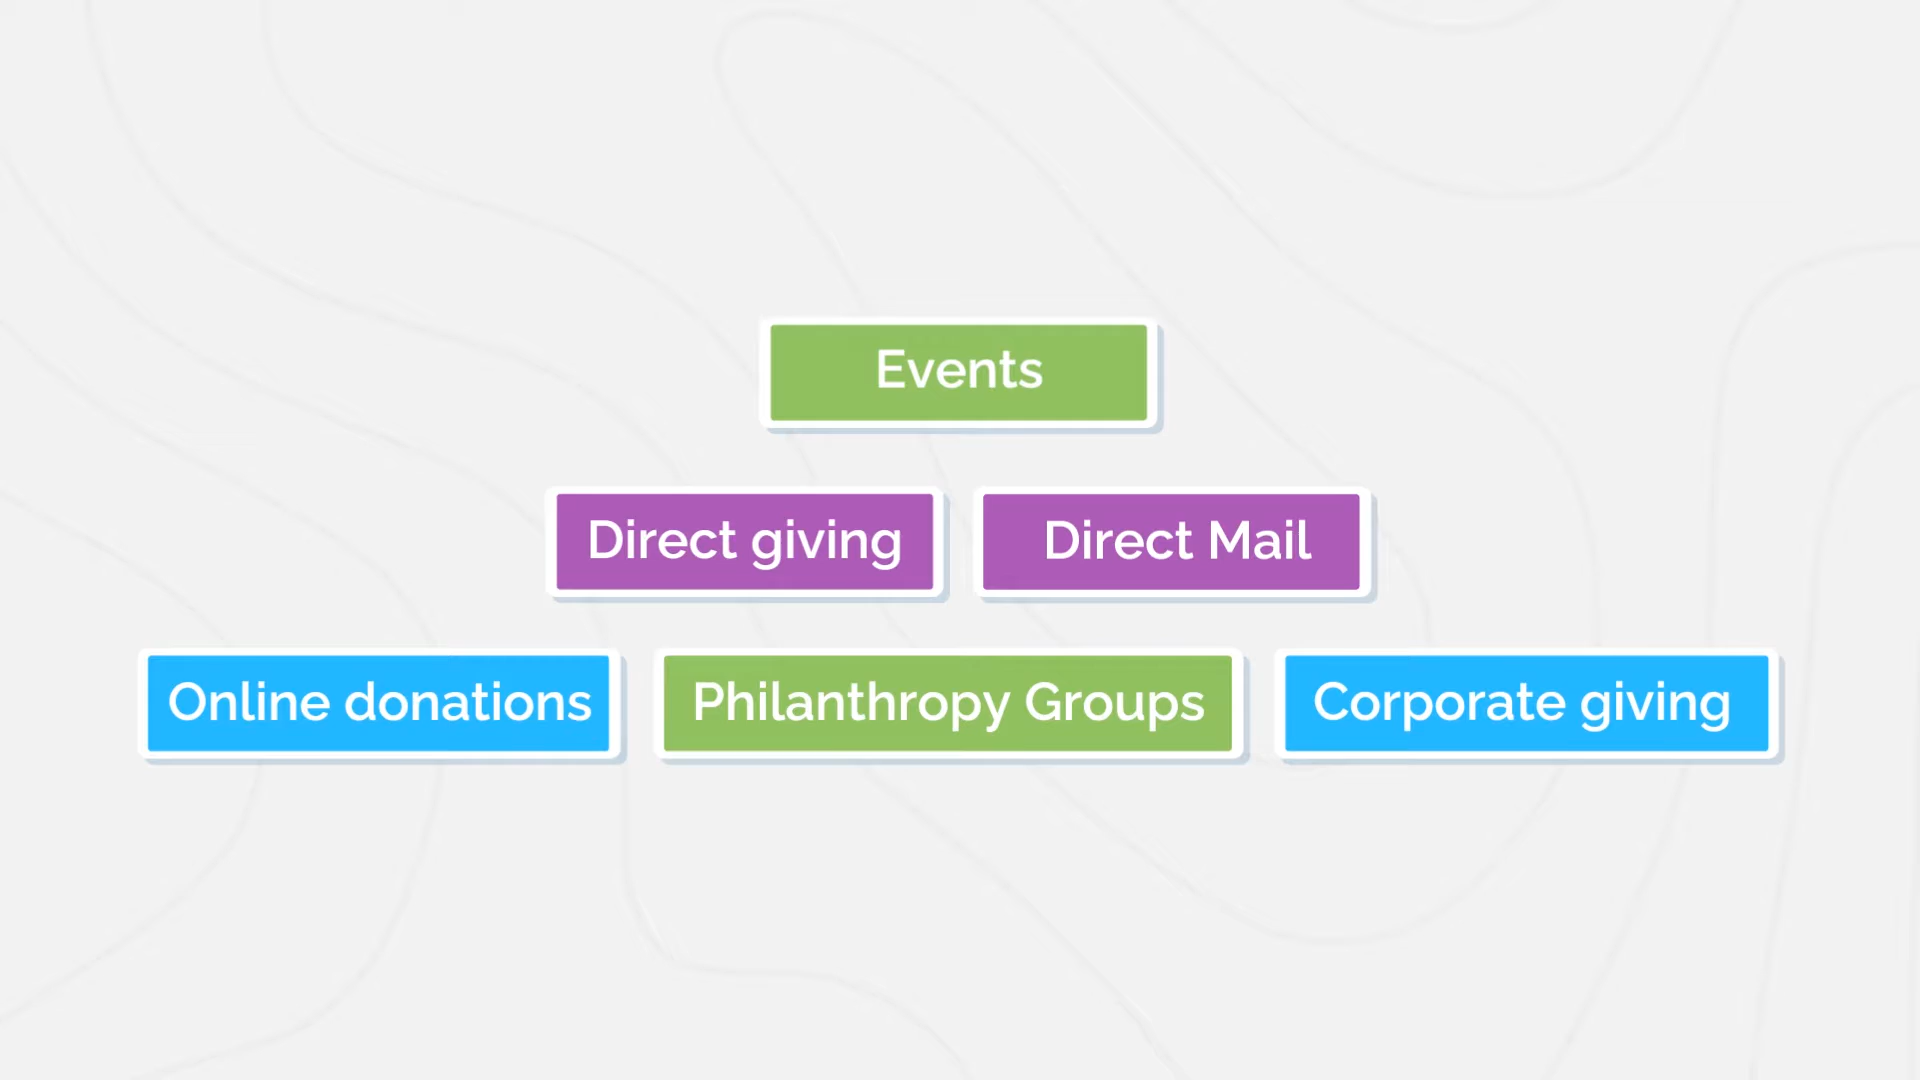 Events
Direct giving
Direct Mail
Online donations
Philanthropy Groups
Corporate giving